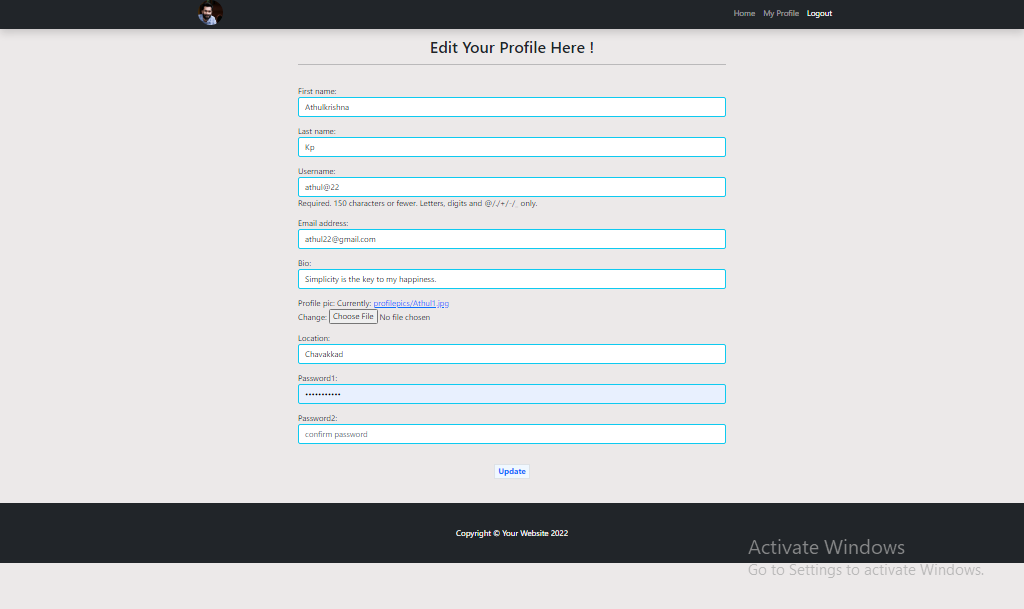 Home My Profile Logout
Edit Your Profile Here !
First name:
Athulkrishna
Last name:
Kp
Username:
athul@22
Required. 150 characters or fewer. Letters, digits and @/./+/-/_ only.
Email address:
athul22@gmail.com
Bio:
Simplicity is the key to my happiness.
Profile pic: Currently: profilepics/Athul1.jpg
Change: Choose File No file chosen
Location:
Chavakkad
Password1:
•••••••••••
Password2:
confirm password
Update
Copyright © Your Website 2022
Activate Windows
Go to Settings to activate Windows.